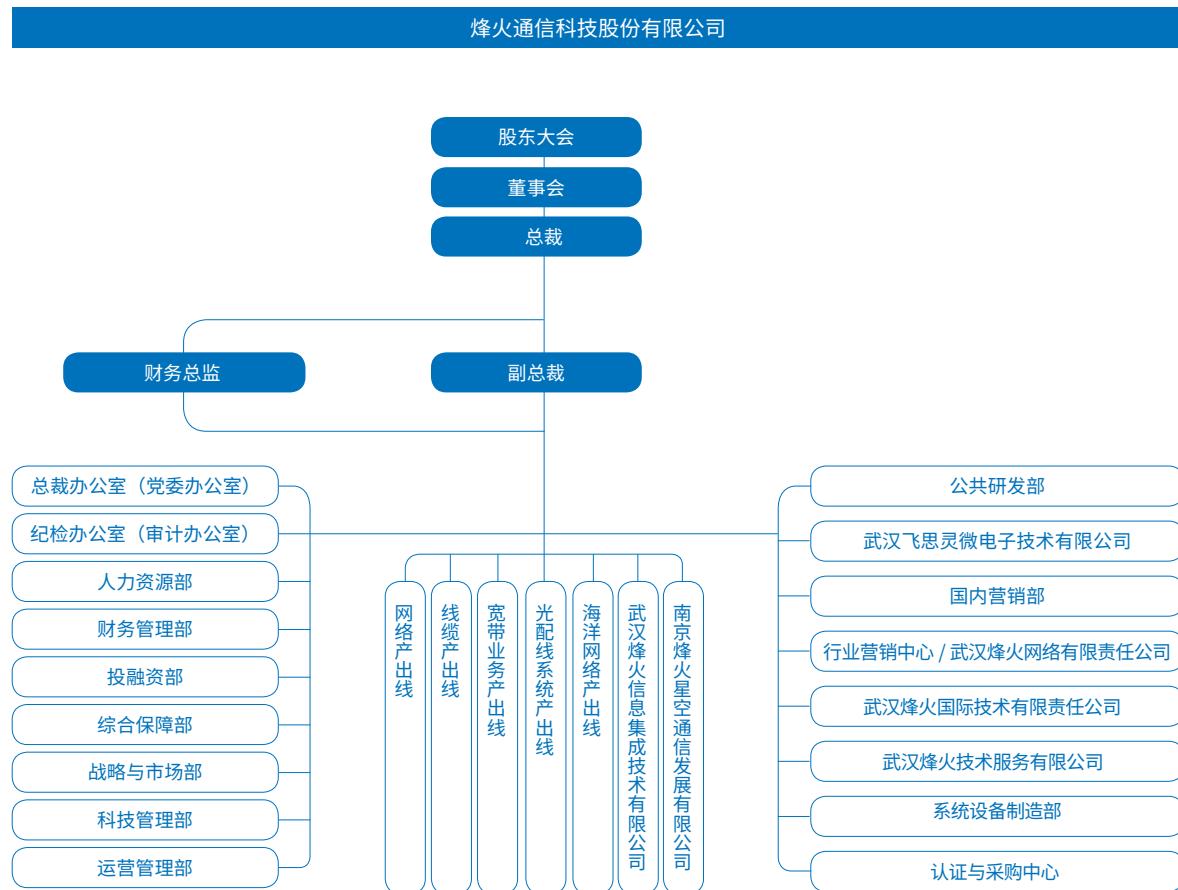 烽火通信科技股份有限公司
股东大会
董事会
总裁
财务总监
副总裁
总裁办公室（党委办公室）
纪检办公室（审计办公室）
人力资源部
财务管理部
投融资部
综合保障部
战略与市场部
科技管理部
运营管理部
网络产出线
线缆产出线
宽带业务产出线
光配线系统产出线
海洋网络产出线
武汉烽火信息集成技术有限公司
南京烽火星空通信发展有限公司
公共研发部
武汉飞思灵微电子技术有限公司
国内营销部
行业营销中心 / 武汉烽火网络有限责任公司
武汉烽火国际技术有限责任公司
武汉烽火技术服务有限公司
系统设备制造部
认证与采购中心